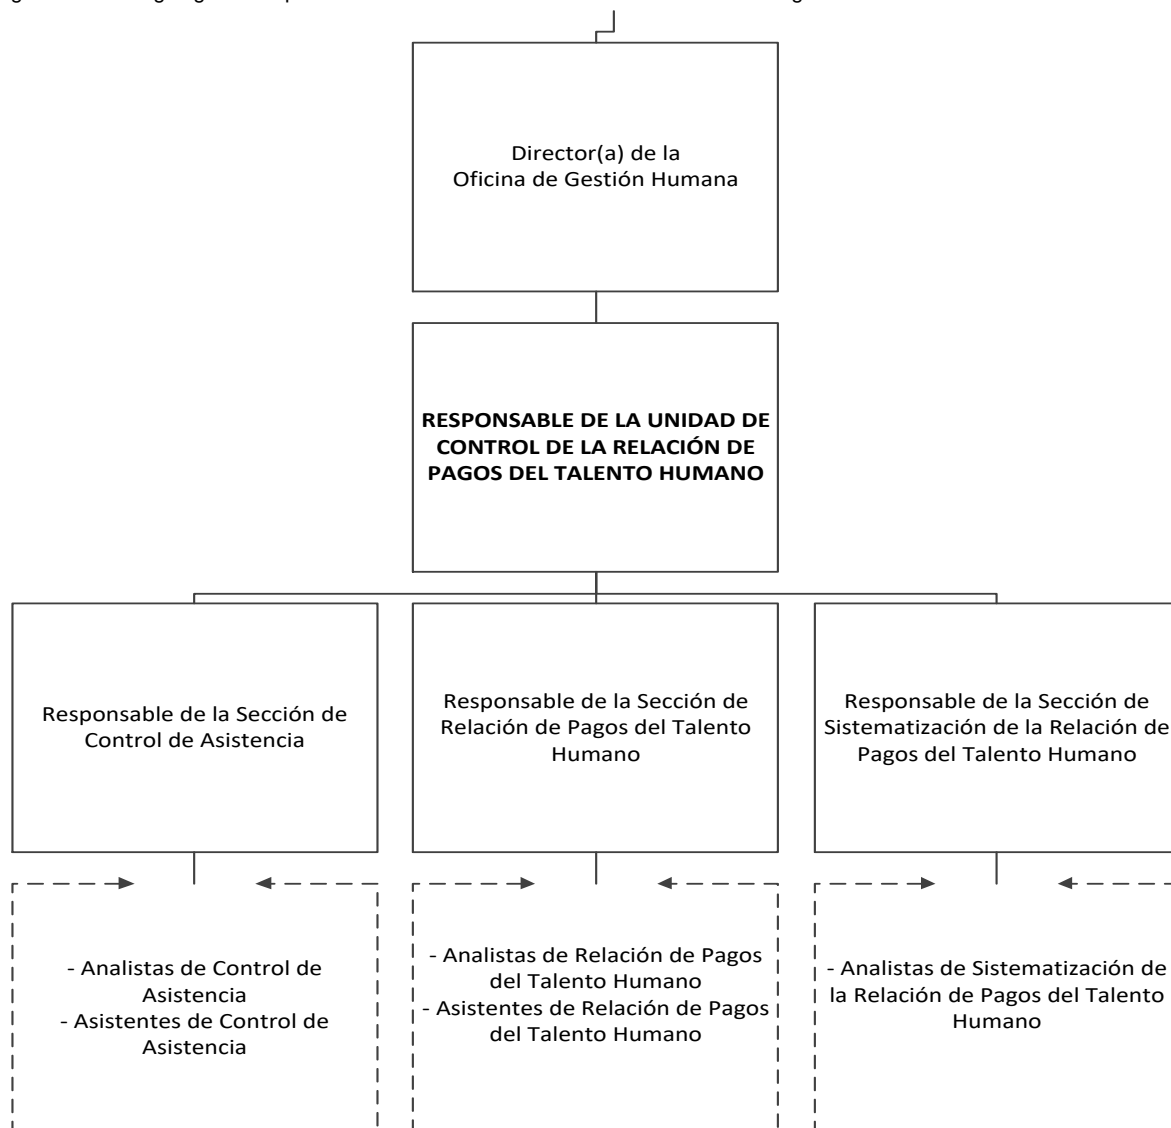 Director(a) de la
Oficina de Gestión Humana
RESPONSABLE DE LA UNIDAD DE
CONTROL DE LA RELACIÓN DE
PAGOS DEL TALENTO HUMANO
Responsable de la Sección de
Control de Asistencia
Responsable de la Sección de
Relación de Pagos del Talento
Humano
Responsable de la Sección de
Sistematización de la Relación de
Pagos del Talento Humano
- Analistas de Control de
Asistencia
- Asistentes de Control de
Asistencia
- Analistas de Relación de Pagos
del Talento Humano
- Asistentes de Relación de Pagos
del Talento Humano
- Analistas de Sistematización de
la Relación de Pagos del Talento
Humano